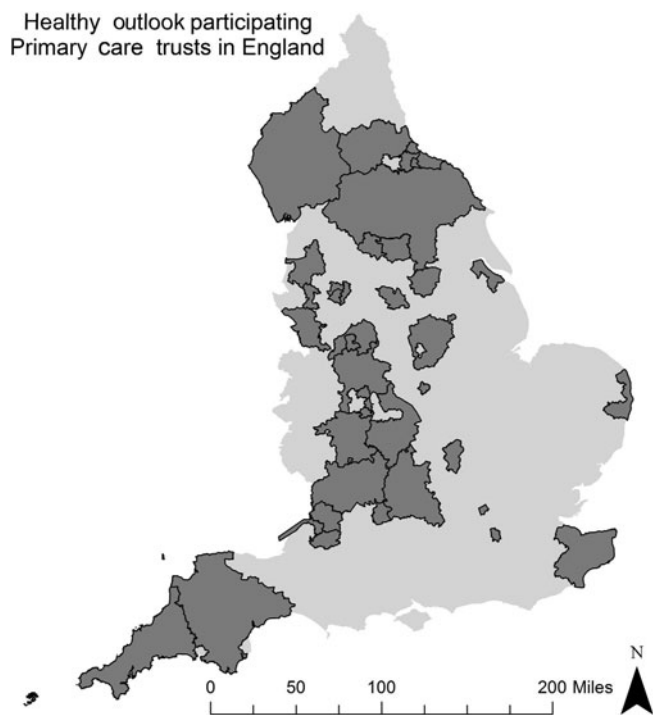 Healthy outlook participating
Primary care trusts in England
N
0 50 100 200 Miles